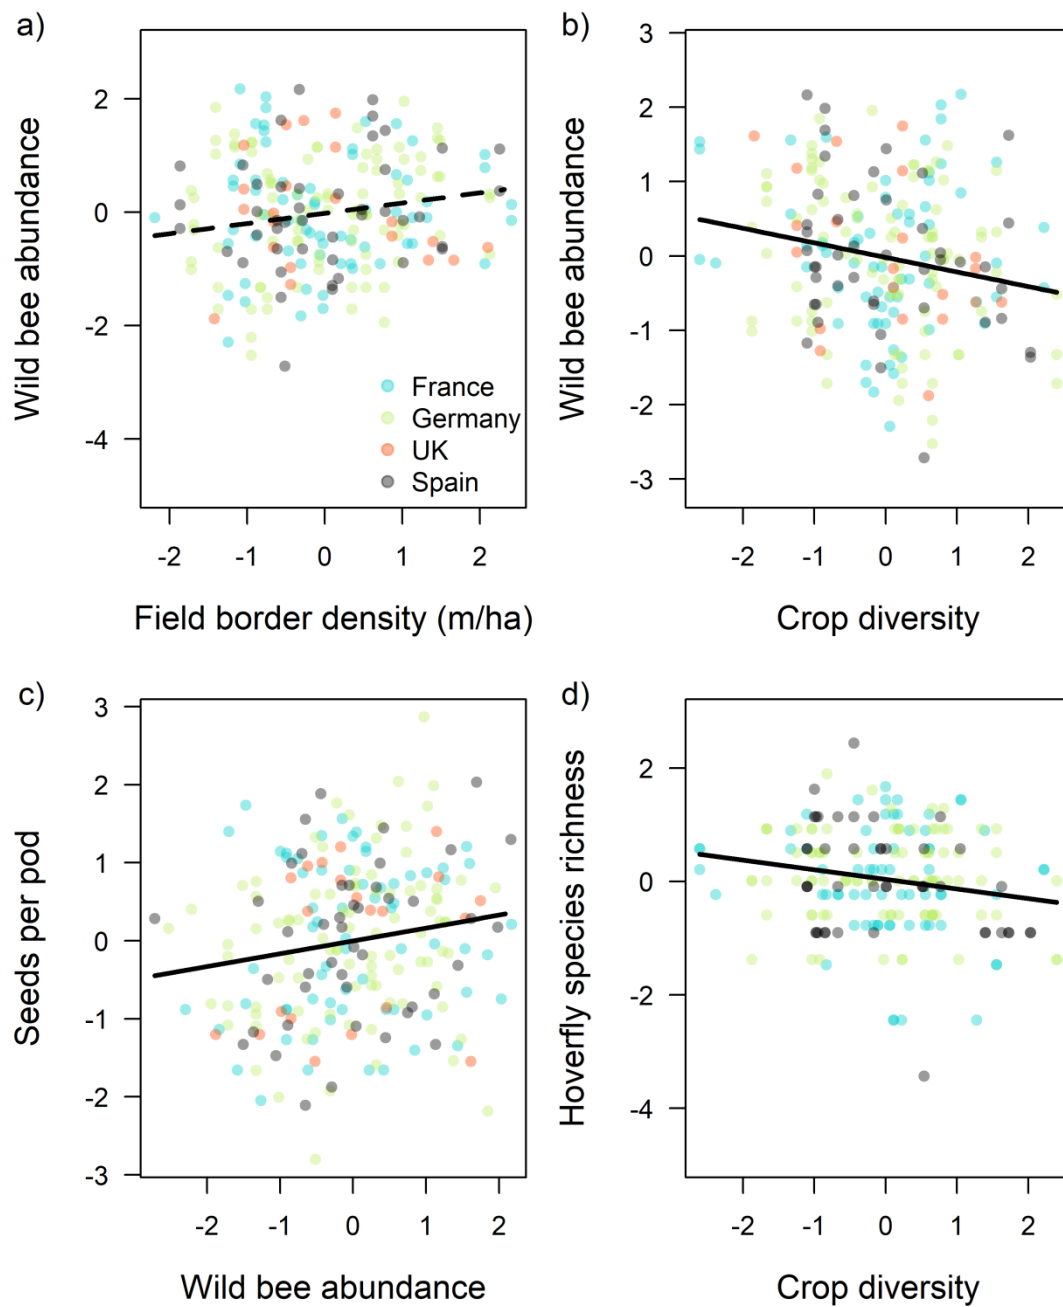 a)
Wild bee abundance
2
0
-2
-4
France
Germany
UK
Spain
-2 -1 0 1 2
Field border density (m/ha)
b)
Wild bee abundance
3
2
1
0
-1
-2
-3
-2 -1 0 1 2
Crop diversity
c)
Seeds per pod
3
2
1
0
-1
-2
-3
-2 -1 0 1 2
Wild bee abundance
d)
Hoverfly species richness
2
0
-2
-4
-2 -1 0 1 2
Crop diversity